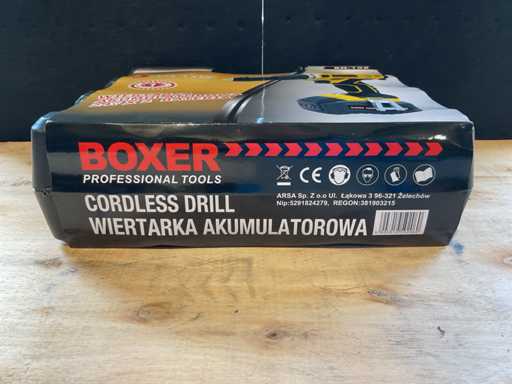 BOXER
PROFESSIONAL TOOLS
CE
ARSA Sp. Z o.o Ul. Łąkowa 3 96-321 Żelechów
Nip:5291824279, REGON:381903215
CORDLESS DRILL
WIERTARKA AKUMULATOROWA